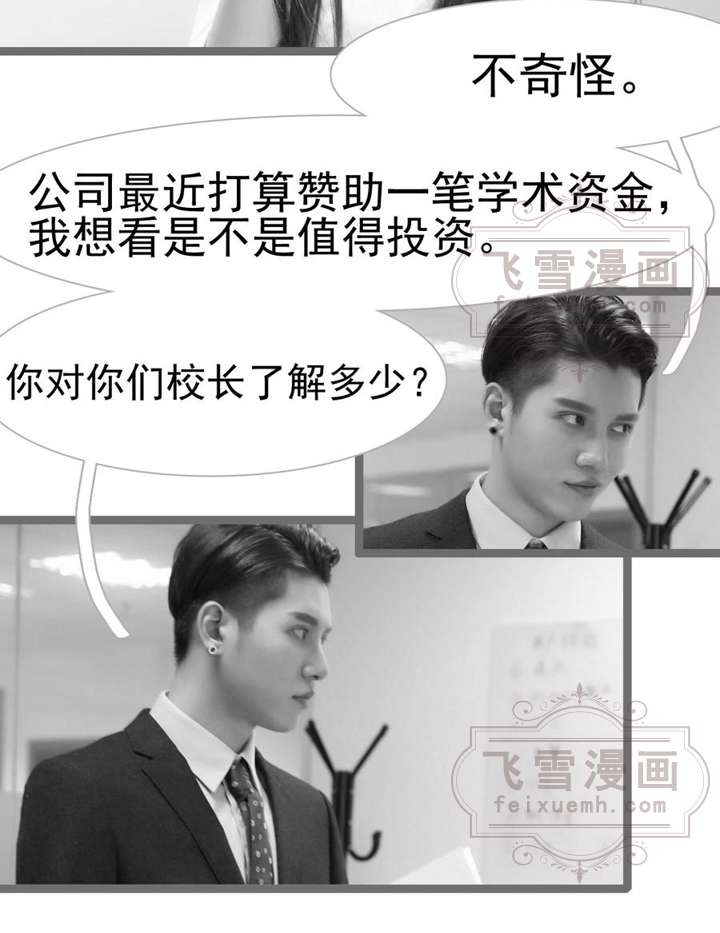 不奇怪。
公司最近打算赞助一笔学术资金，
我想看是不是值得投资。
飞雪漫画
feixuemh.com
你对你们校长了解多少？
飞雪漫画
feixuemh.com